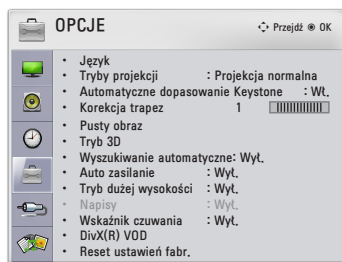 OPCJE
Przejdź OK
• Język
• Tryby projekcji : Projekcja normalna
• Automatyczne dopasowanie Keystone : Wł.
• Korekcja trapez 1
• Pusty obraz
• Tryb 3D
• Wyszukiwanie automatyczne: Wył.
• Auto zasilanie : Wył.
• Tryb dużej wysokości : Wył.
• Napisy : Wył.
• Wskaźnik czuwania : Wył.
• DivX(R) VOD
• Reset ustawień fabr.